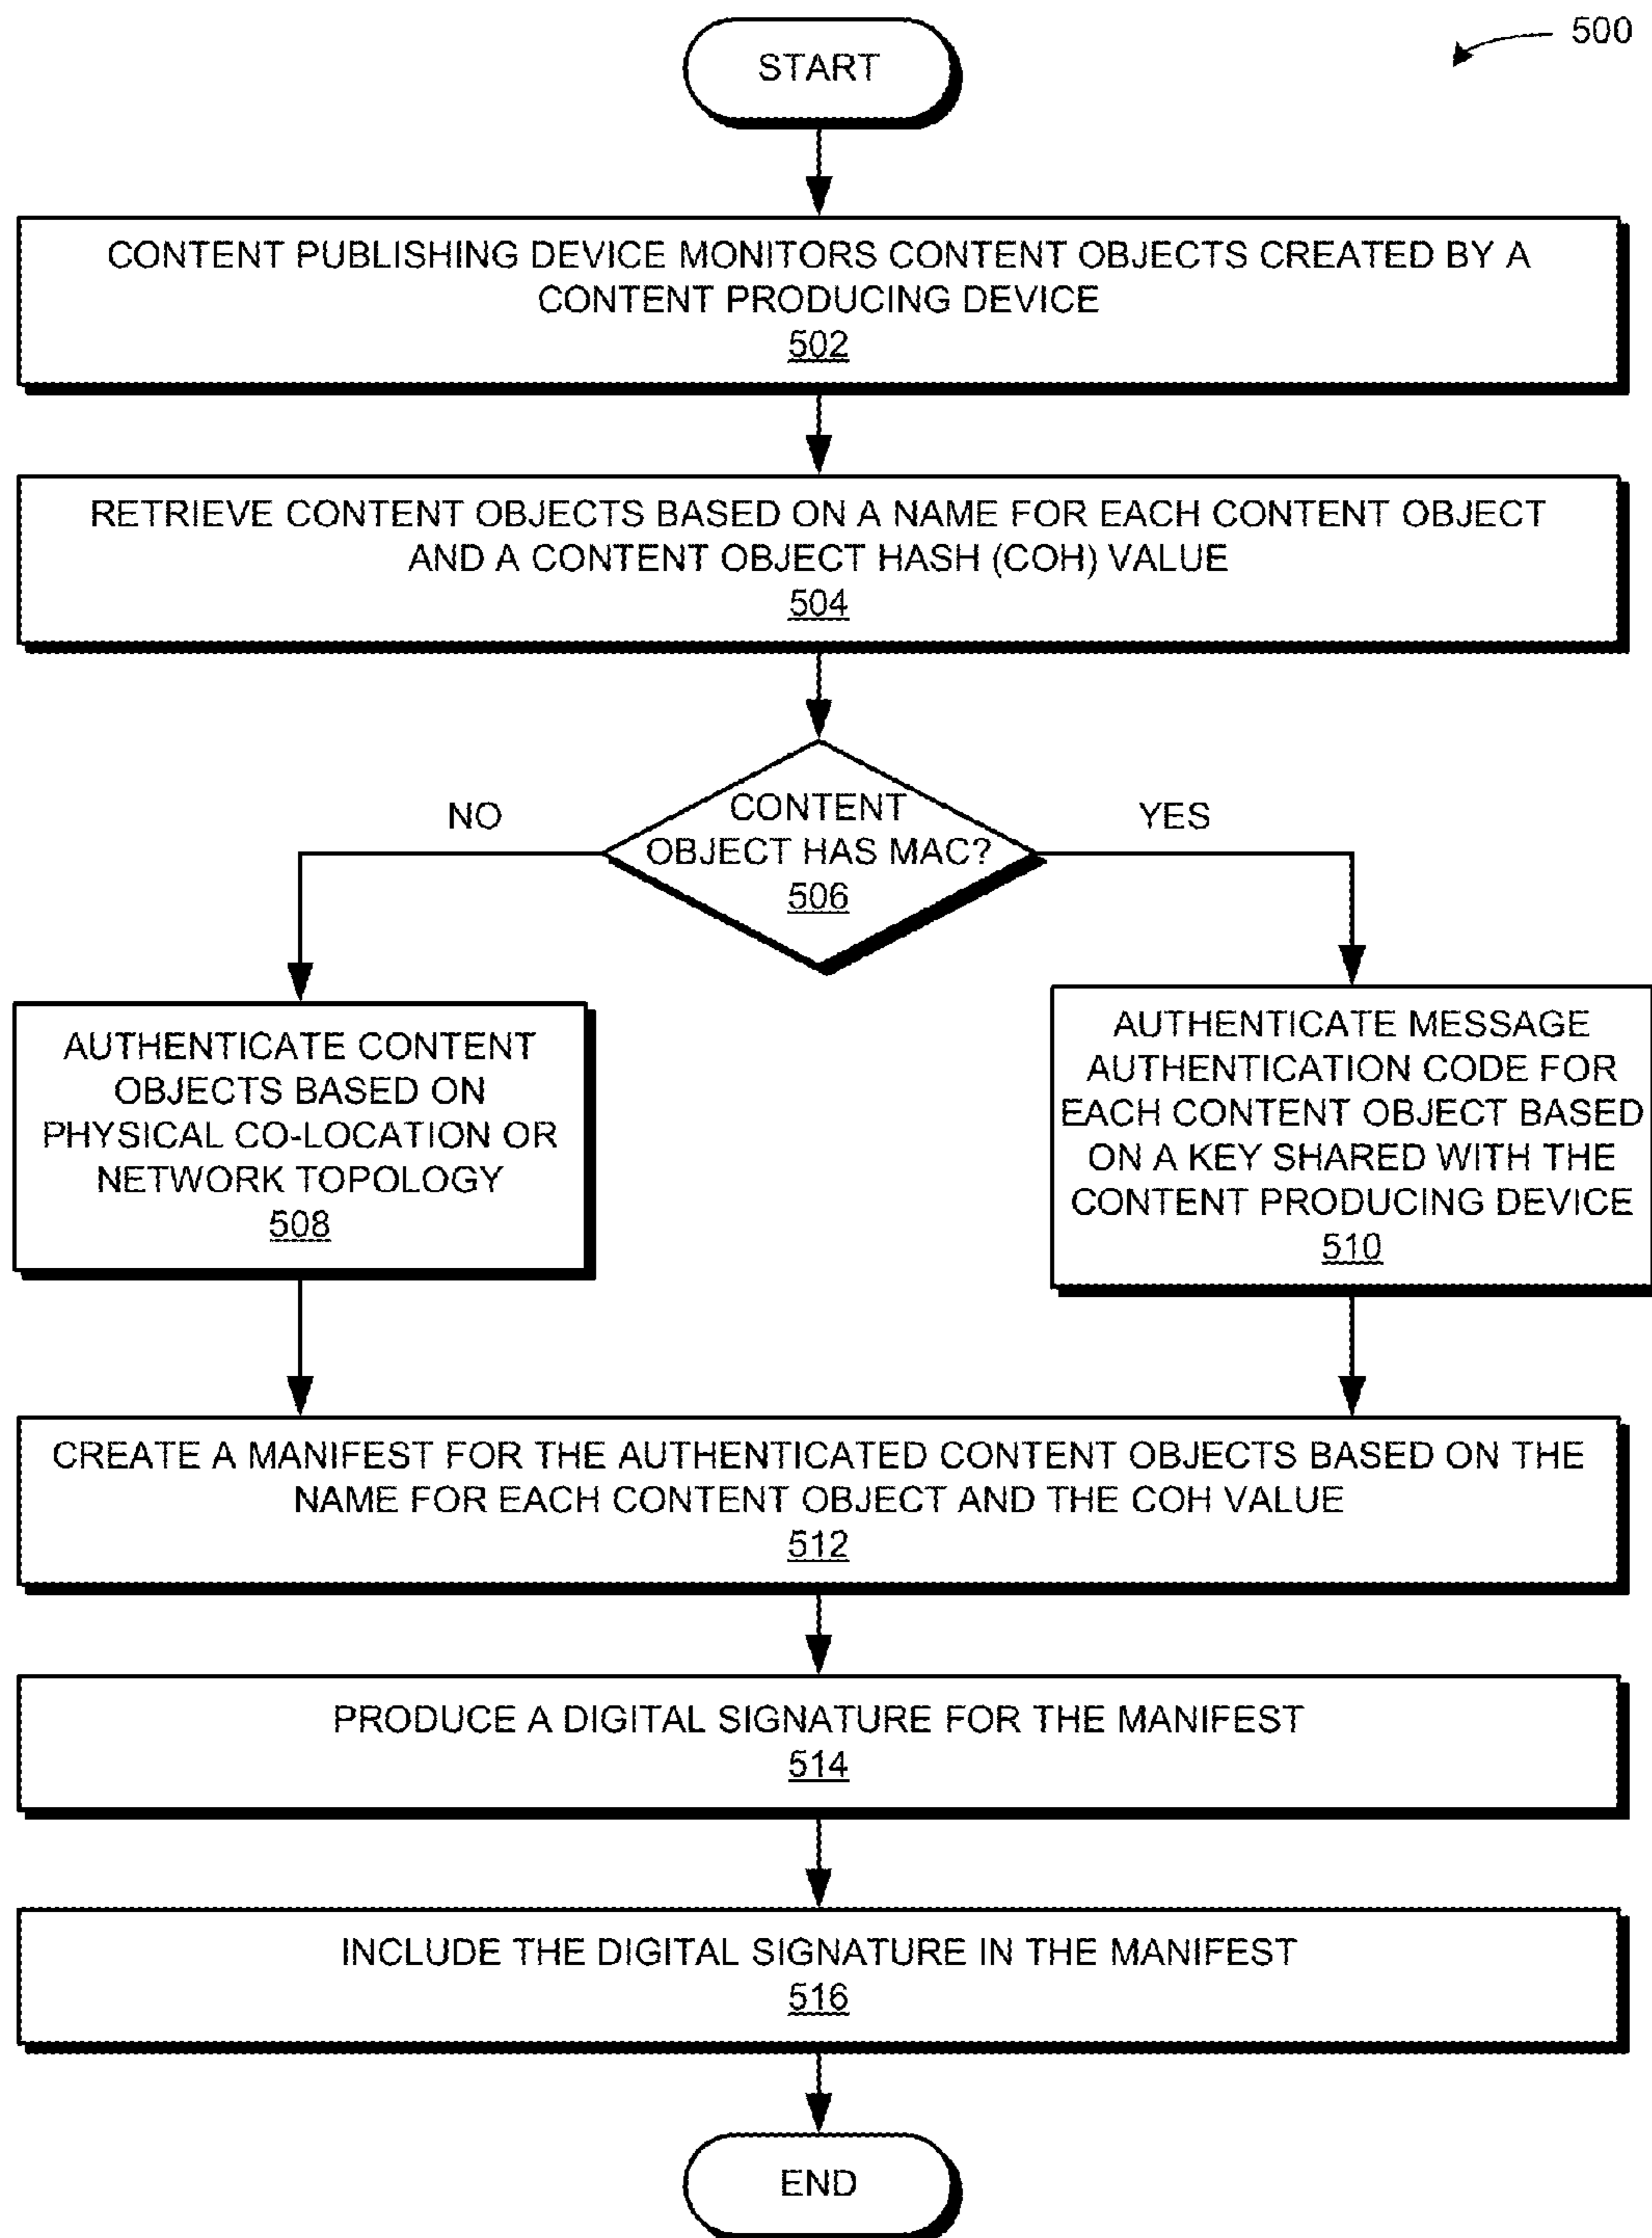 500
START
CONTENT PUBLISHING DEVICE MONITORS CONTENT OBJECTS CREATED BY A
CONTENT PRODUCING DEVICE
502
RETRIEVE CONTENT OBJECTS BASED ON A NAME FOR EACH CONTENT OBJECT
AND A CONTENT OBJECT HASH (COH) VALUE
504
NO
CONTENT
OBJECT HAS MAC?
506
YES
AUTHENTICATE CONTENT
OBJECTS BASED ON
PHYSICAL CO-LOCATION OR
NETWORK TOPOLOGY
508
AUTHENTICATE MESSAGE
AUTHENTICATION CODE FOR
EACH CONTENT OBJECT BASED
ON A KEY SHARED WITH THE
CONTENT PRODUCING DEVICE
510
CREATE A MANIFEST FOR THE AUTHENTICATED CONTENT OBJECTS BASED ON THE
NAME FOR EACH CONTENT OBJECT AND THE COH VALUE
512
PRODUCE A DIGITAL SIGNATURE FOR THE MANIFEST
514
INCLUDE THE DIGITAL SIGNATURE IN THE MANIFEST
516
END